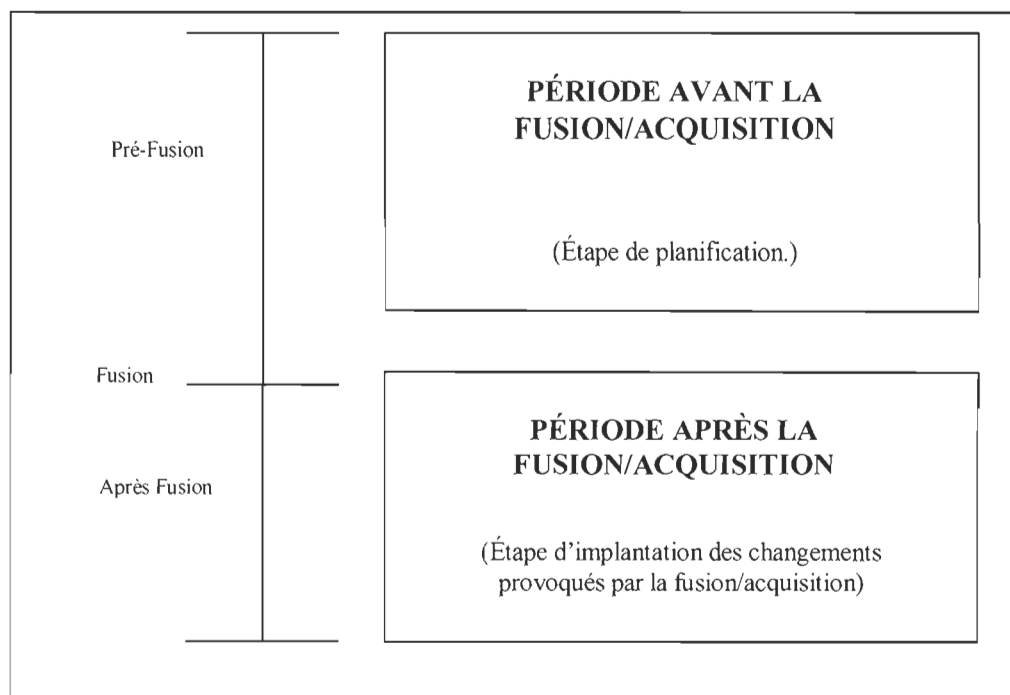 PÉRIODE AVANT LA
FUSION/ACQUISITION
Pré-Fusion
(Étape de planification.)
Fusion
PÉRIODE APRÈS LA
FUSION/ACQUISITION
Après Fusion
(Étape d'implantation des changements
provoqués par la fusion/acquisition)